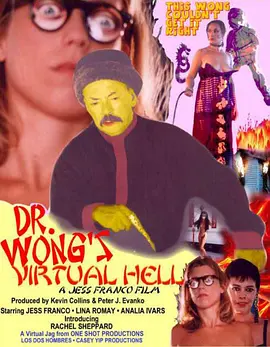 THIS WONG
COULDN'T
GET IT
RIGHT
DR.
WONG'S
VIRTUAL HELL
A JESS FRANCO FILM
Produced by Kevin Collins & Peter J. Evanko
Starring JESS FRANCO • LINA ROMAY • ANALIA IVARS
Introducing
RACHEL SHEPPARD
A Virtual Jag from ONE SHOT PRODUCTIONS
LOS DOS HOMBRES • CASEY YIP PRODUCTIONS